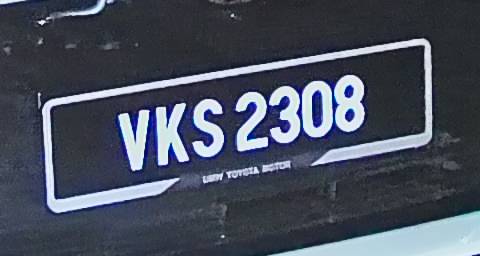 VKS 2308
UMW TOYOTA MOTOR